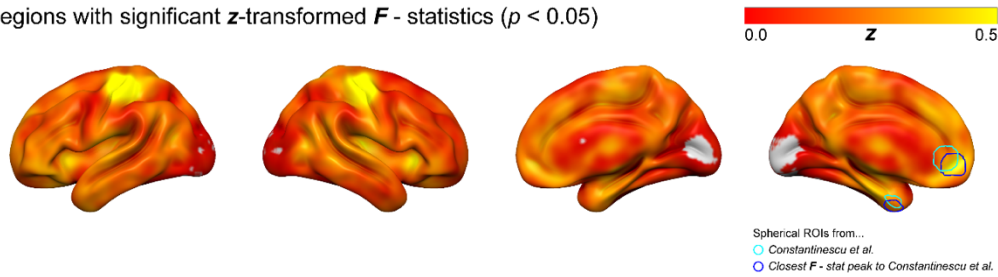 egions with significant z-transformed F - statistics (p < 0.05)
0.0 z 0.5
Spherical ROIs from...
Constantinescu et al.
Closest F - stat peak to Constantinescu et al.